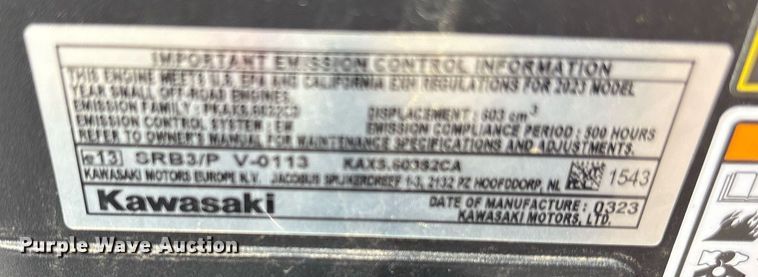 IMPORTANT EMISSION CONTROL INFORMATION
THIS ENGINE MEETS U.S. EPA AND CALIFORNIA EXH REGULATIONS FOR 2023 MODEL
YEAR SMALL OFF-ROAD ENGINES.
EMISSION FAMILY : DISPLACEMENT : 603 cm³
EMISSION CONTROL SYSTEM : EM EMISSION COMPLIANCE PERIOD : 500 HOURS
REFER TO OWNER'S MANUAL FOR MAINTENANCE SPECIFICATIONS AND ADJUSTMENTS.
e13 SRB3/P V-0113 KAXS.603S2CA
KAWASAKI MOTORS EUROPE N.V. JACOBUS SPIJKERDREEF 1-3, 2132 PZ HOOFDDORP, NL 1543
Kawasaki DATE OF MANUFACTURE : 0323
KAWASAKI MOTORS, LTD.
Purple Wave Auction